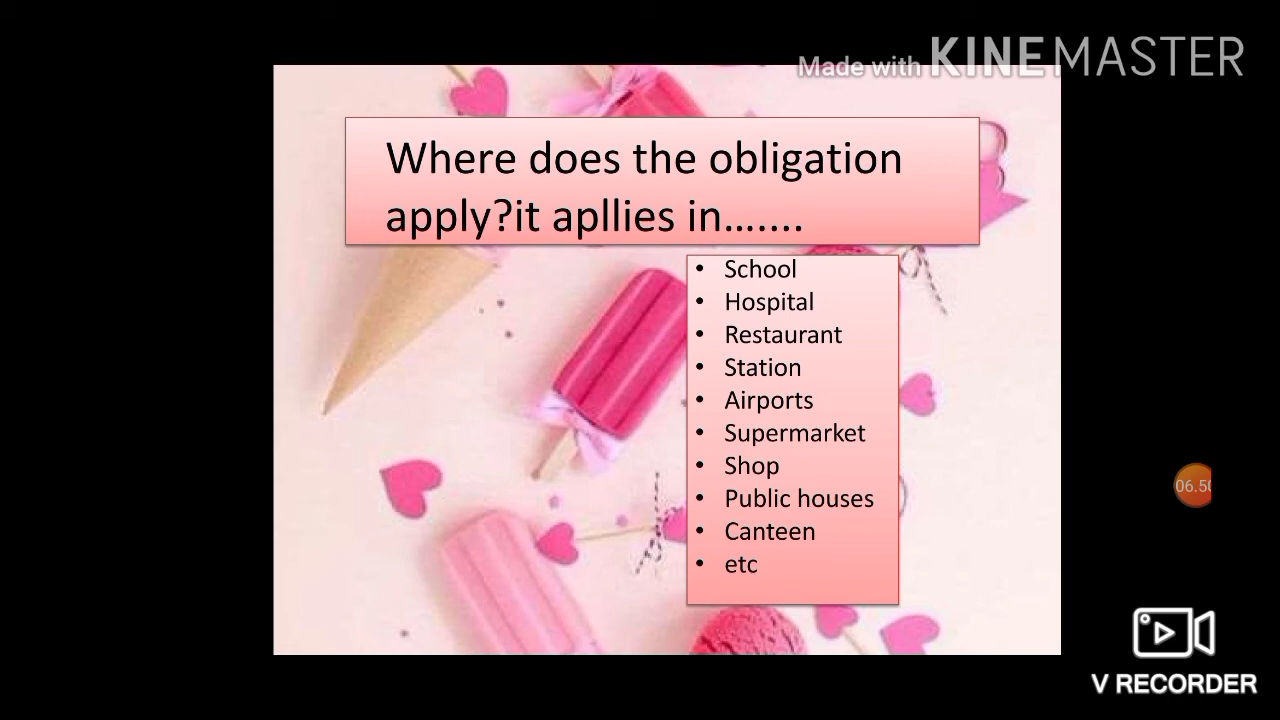 Made with KINEMASTER
Where does the obligation
apply?it apllies in.......
• School
• Hospital
• Restaurant
• Station
• Airports
• Supermarket
• Shop
• Public houses
• Canteen
• etc
06.50
V RECORDER